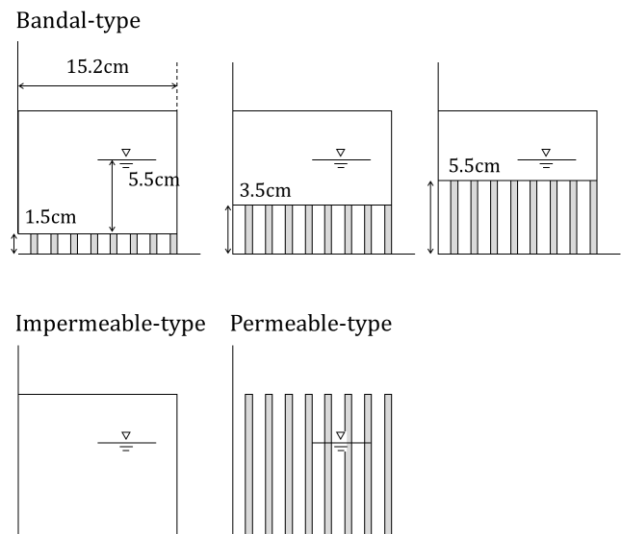 Bandal-type
15.2cm
5.5cm
1.5cm
3.5cm
5.5cm
Impermeable-type
Permeable-type